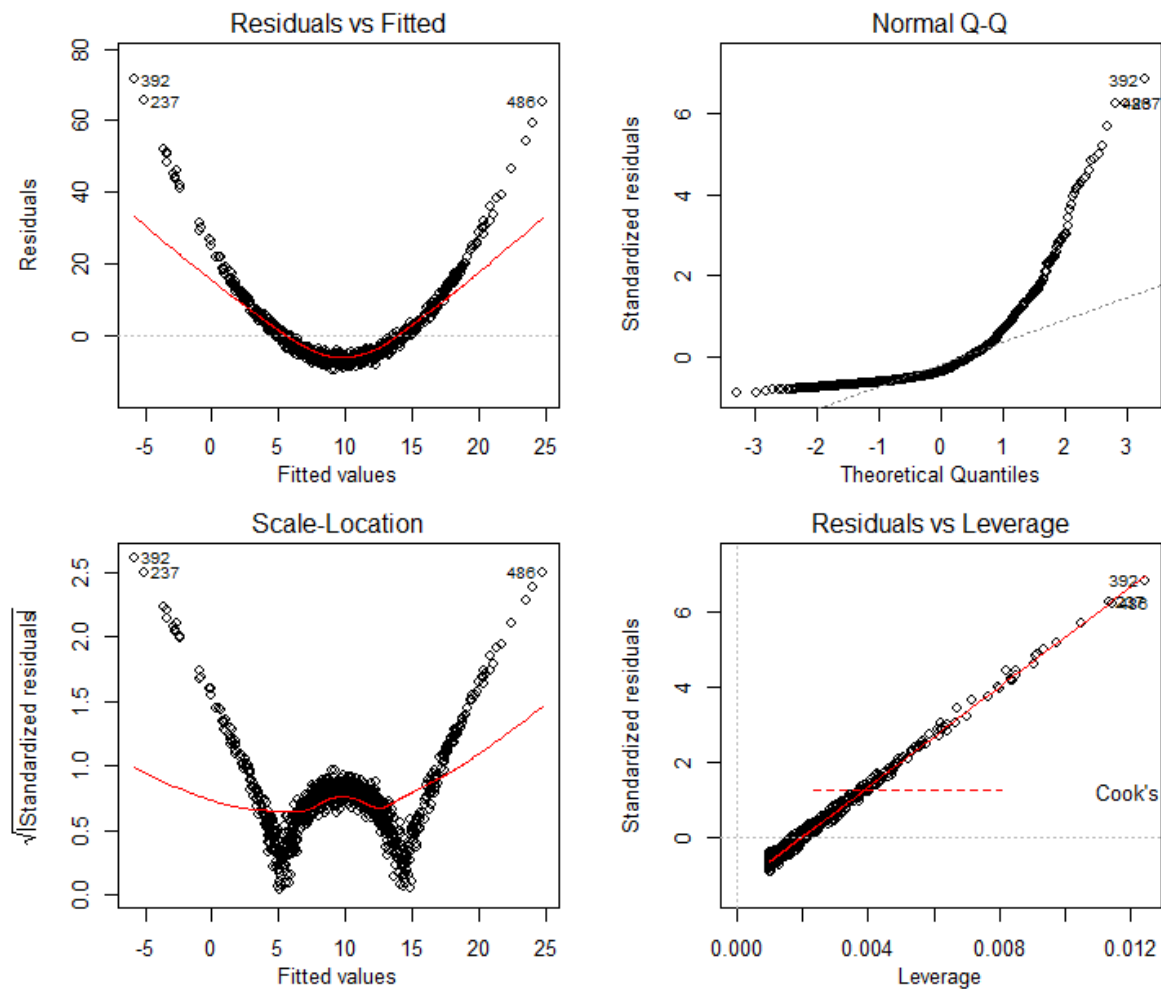 Residuals vs Fitted
Residuals
80
60
40
20
0
392
237
486
-5 0 5 10 15 20 25
Fitted values
Normal Q-Q
Standardized residuals
6
4
2
0
392
237
-3 -2 -1 0 1 2 3
Theoretical Quantiles
Scale-Location
√|Standardized residuals|
2.5
2.0
1.5
1.0
0.5
0.0
392
237
486
-5 0 5 10 15 20 25
Fitted values
Residuals vs Leverage
Standardized residuals
6
4
2
0
392
237
486
Cook's
0.000 0.004 0.008 0.012
Leverage